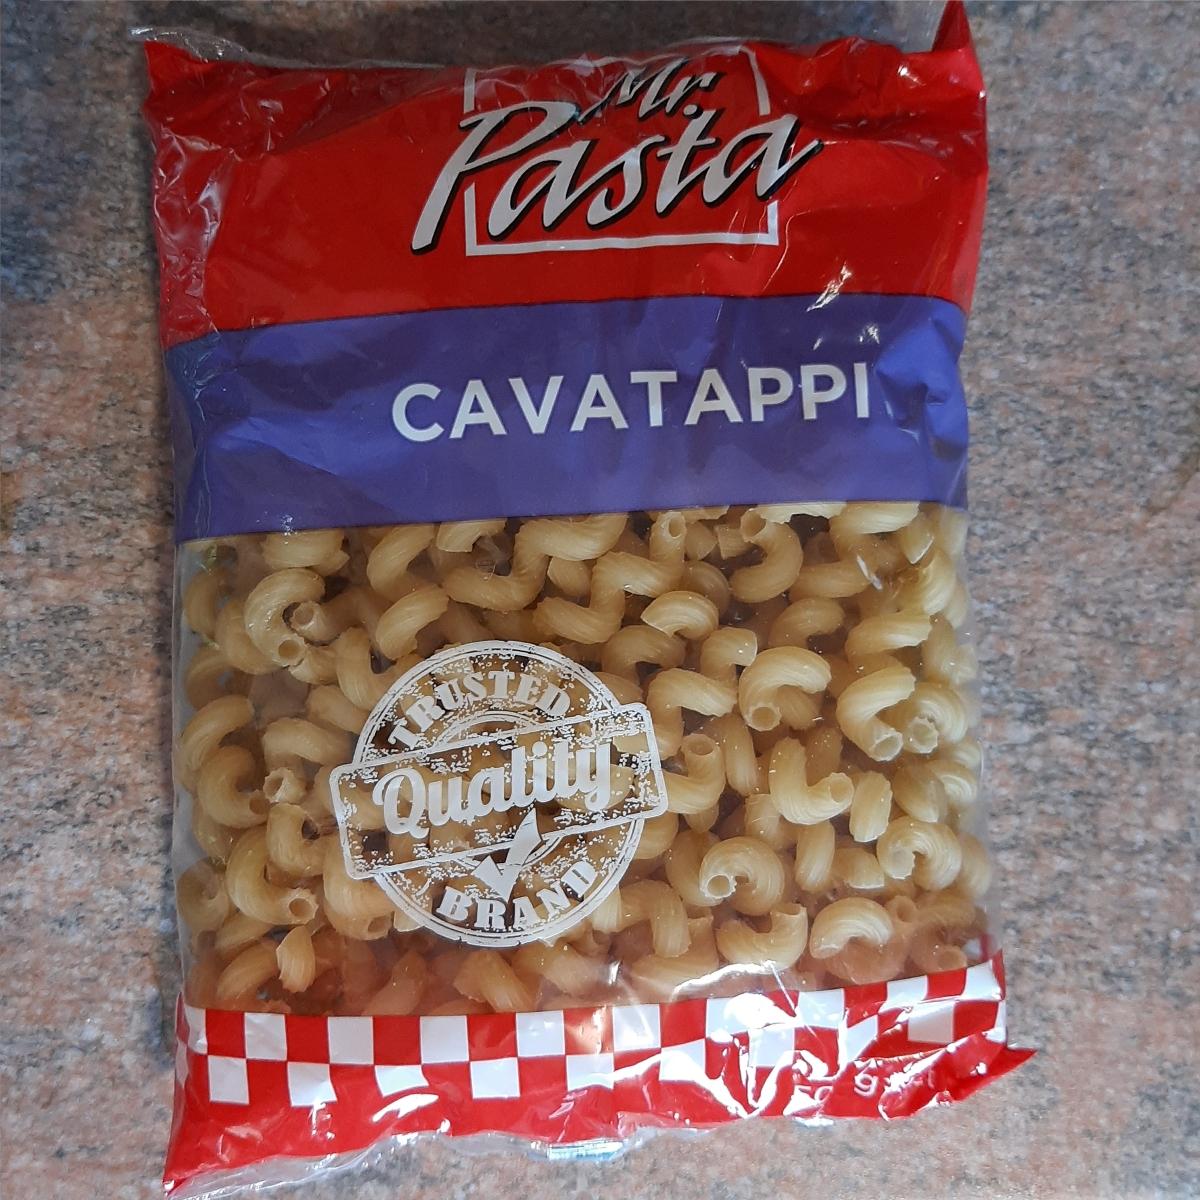 Mr.
Pasta
CAVATAPPI
TRUSTED
Quality
BRAND